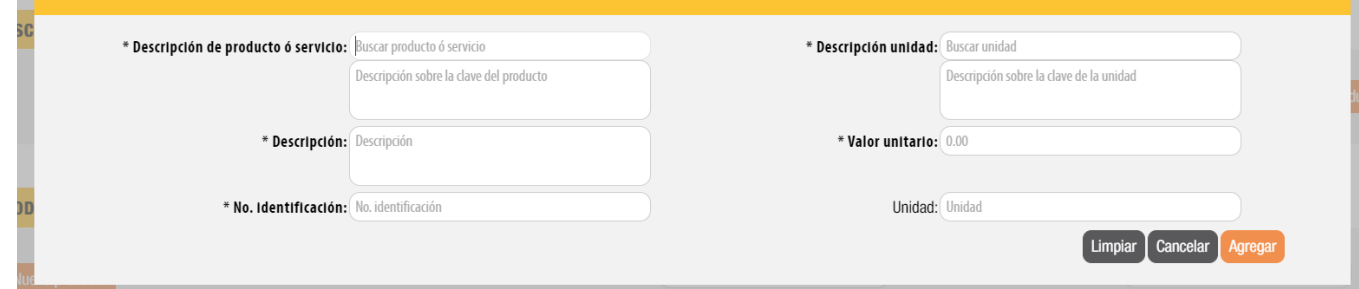 * Descripción de producto ó servicio: Buscar producto ó servicio
Descripción sobre la clave del producto
* Descripción unidad: Buscar unidad
Descripción sobre la clave de la unidad
* Descripción: Descripción
* Valor unitario: 0.00
* No. identificación: No. identificación
Unidad: Unidad
Limpiar Cancelar Agregar